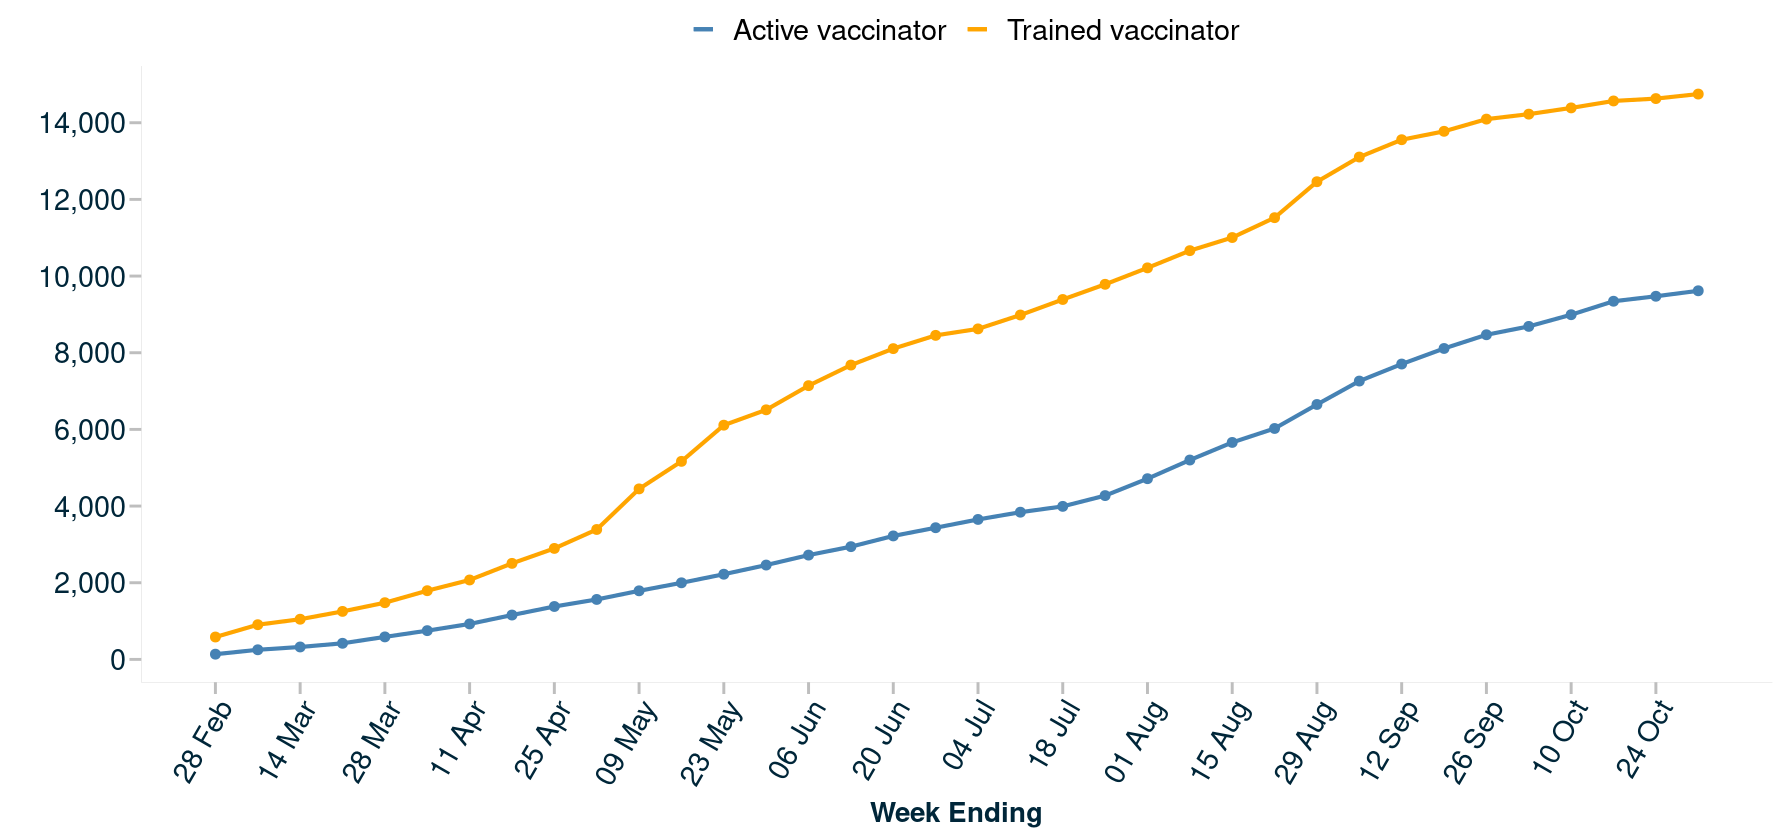 Active vaccinator Trained vaccinator
14,000
12,000
10,000
8,000
6,000
4,000
2,000
0
28 Feb 14 Mar 28 Mar 11 Apr 25 Apr 09 May 23 May 06 Jun 20 Jun 04 Jul 18 Jul 01 Aug 15 Aug 29 Aug 12 Sep 26 Sep 10 Oct 24 Oct
Week Ending